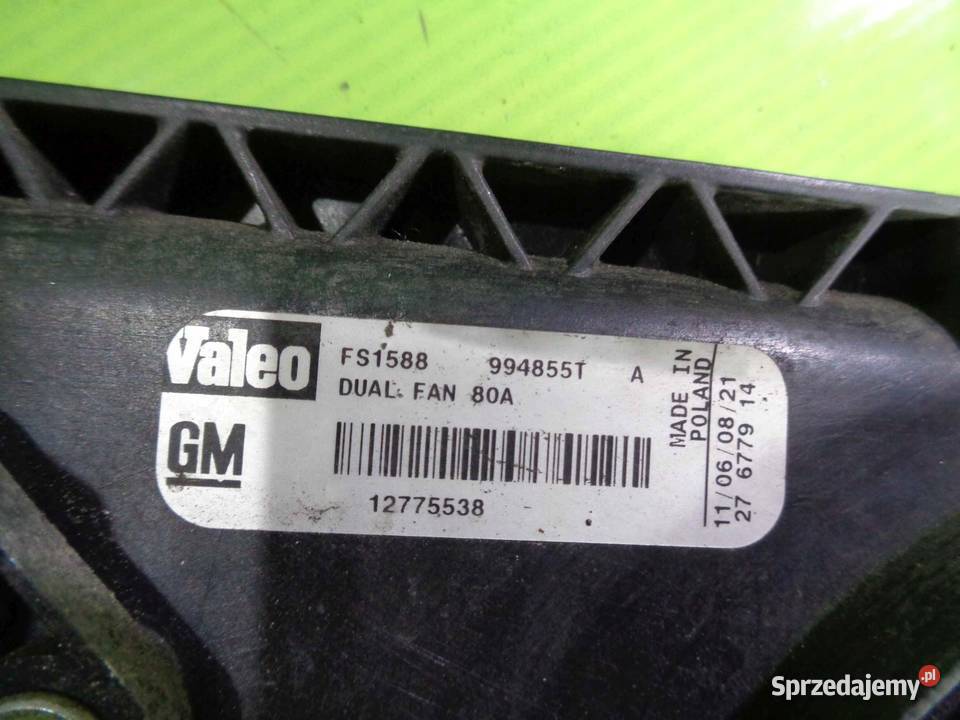 Valeo
FS1588 994855T A
DUAL FAN 80A
GM
12775538
MADE IN
POLAND
11/06/08/21
27 6779 14
Sprzedajemy.pl